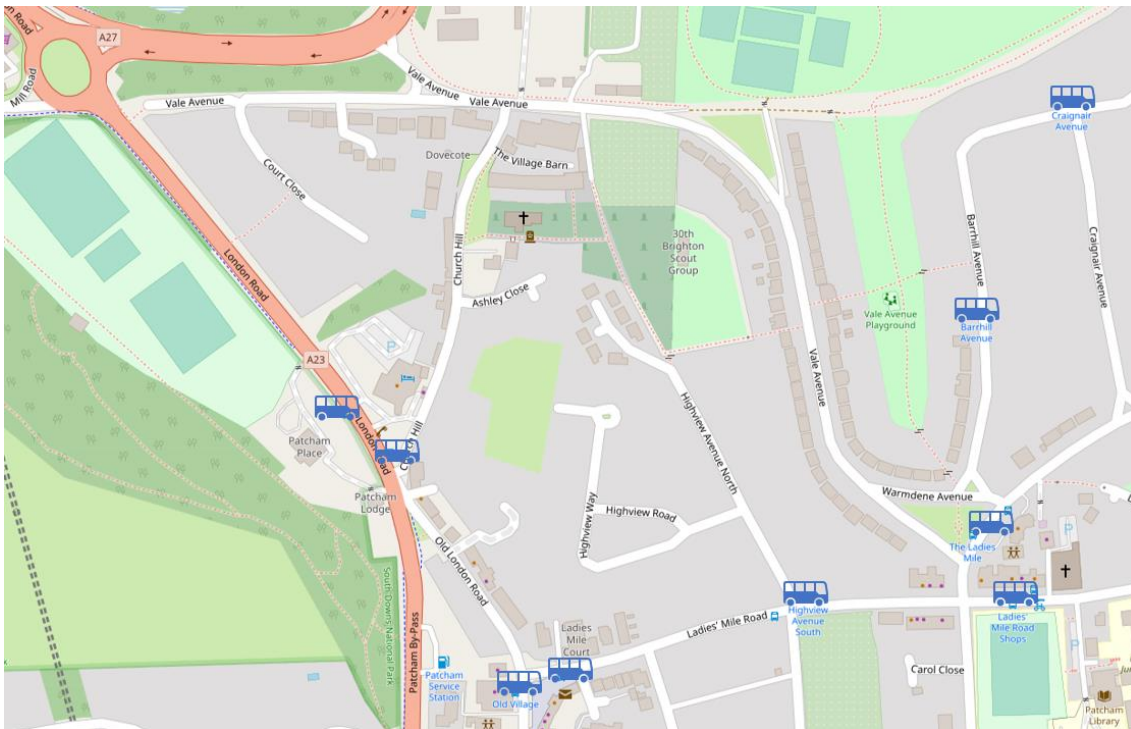 A27
Mill Road
Vale Avenue
Vale Avenue
Vale Avenue
Court Close
Dovecote
The Village Barn
Craignair
Avenue
30th
Brighton
Scout
Group
London Road
Church Hill
Ashley Close
Barrhill Avenue
Craignair Avenue
Vale Avenue
Playground
Barrhill
Avenue
P
A23
Vale Avenue
Patcham
Place
Highview Avenue North
Patcham
Lodge
Highview Way
Highview Road
Warmdene Avenue
P
The Ladies
Mile
Old London Road
South Downs National Park
Patcham By-Pass
Ladies' Mile Road
Highview
Avenue
South
Ladies'
Mile Road
Shops
Ladies
Mile
Court
P
Carol Close
Patcham
Service
Station
Old Village
Patcham
Library